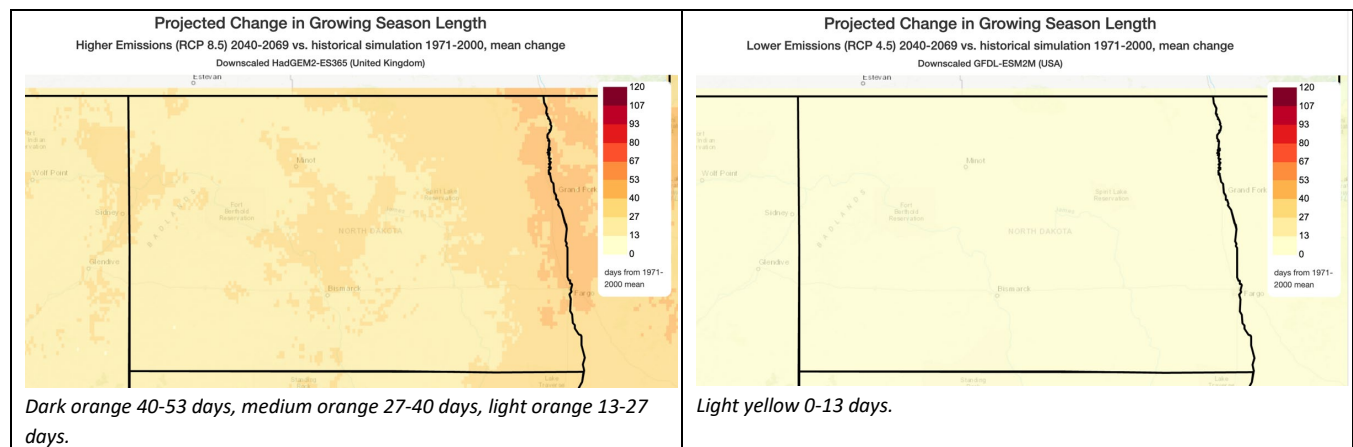 Projected Change in Growing Season Length
Higher Emissions (RCP 8.5) 2040-2069 vs. historical simulation 1971-2000, mean change
Downscaled HadGEM2-ES365 (United Kingdom)
Estevan
120
107
93
80
67
53
40
27
13
0
days from 1971-
2000 mean
Minot
Wolf Point
Spirit Lake
Reservation
Grand Fork
Fort
Berthold
Reservation
Sidney
BADLANDS
NORTH DAKOTA
Glendive
Bismarck
Fargo
Standing
Lake
Dark orange 40-53 days, medium orange 27-40 days, light orange 13-27
days.
Projected Change in Growing Season Length
Lower Emissions (RCP 4.5) 2040-2069 vs. historical simulation 1971-2000, mean change
Downscaled GFDL-ESM2M (USA)
Estevan
120
107
93
80
67
53
40
27
13
0
days from 1971-
2000 mean
Minot
Wolf Point
Spirit Lake
Reservation
Grand Fork
Fort
Berthold
Reservation
Sidney
BADLANDS
NORTH DAKOTA
Glendive
Bismarck
Fargo
Standing
Lake
Light yellow 0-13 days.